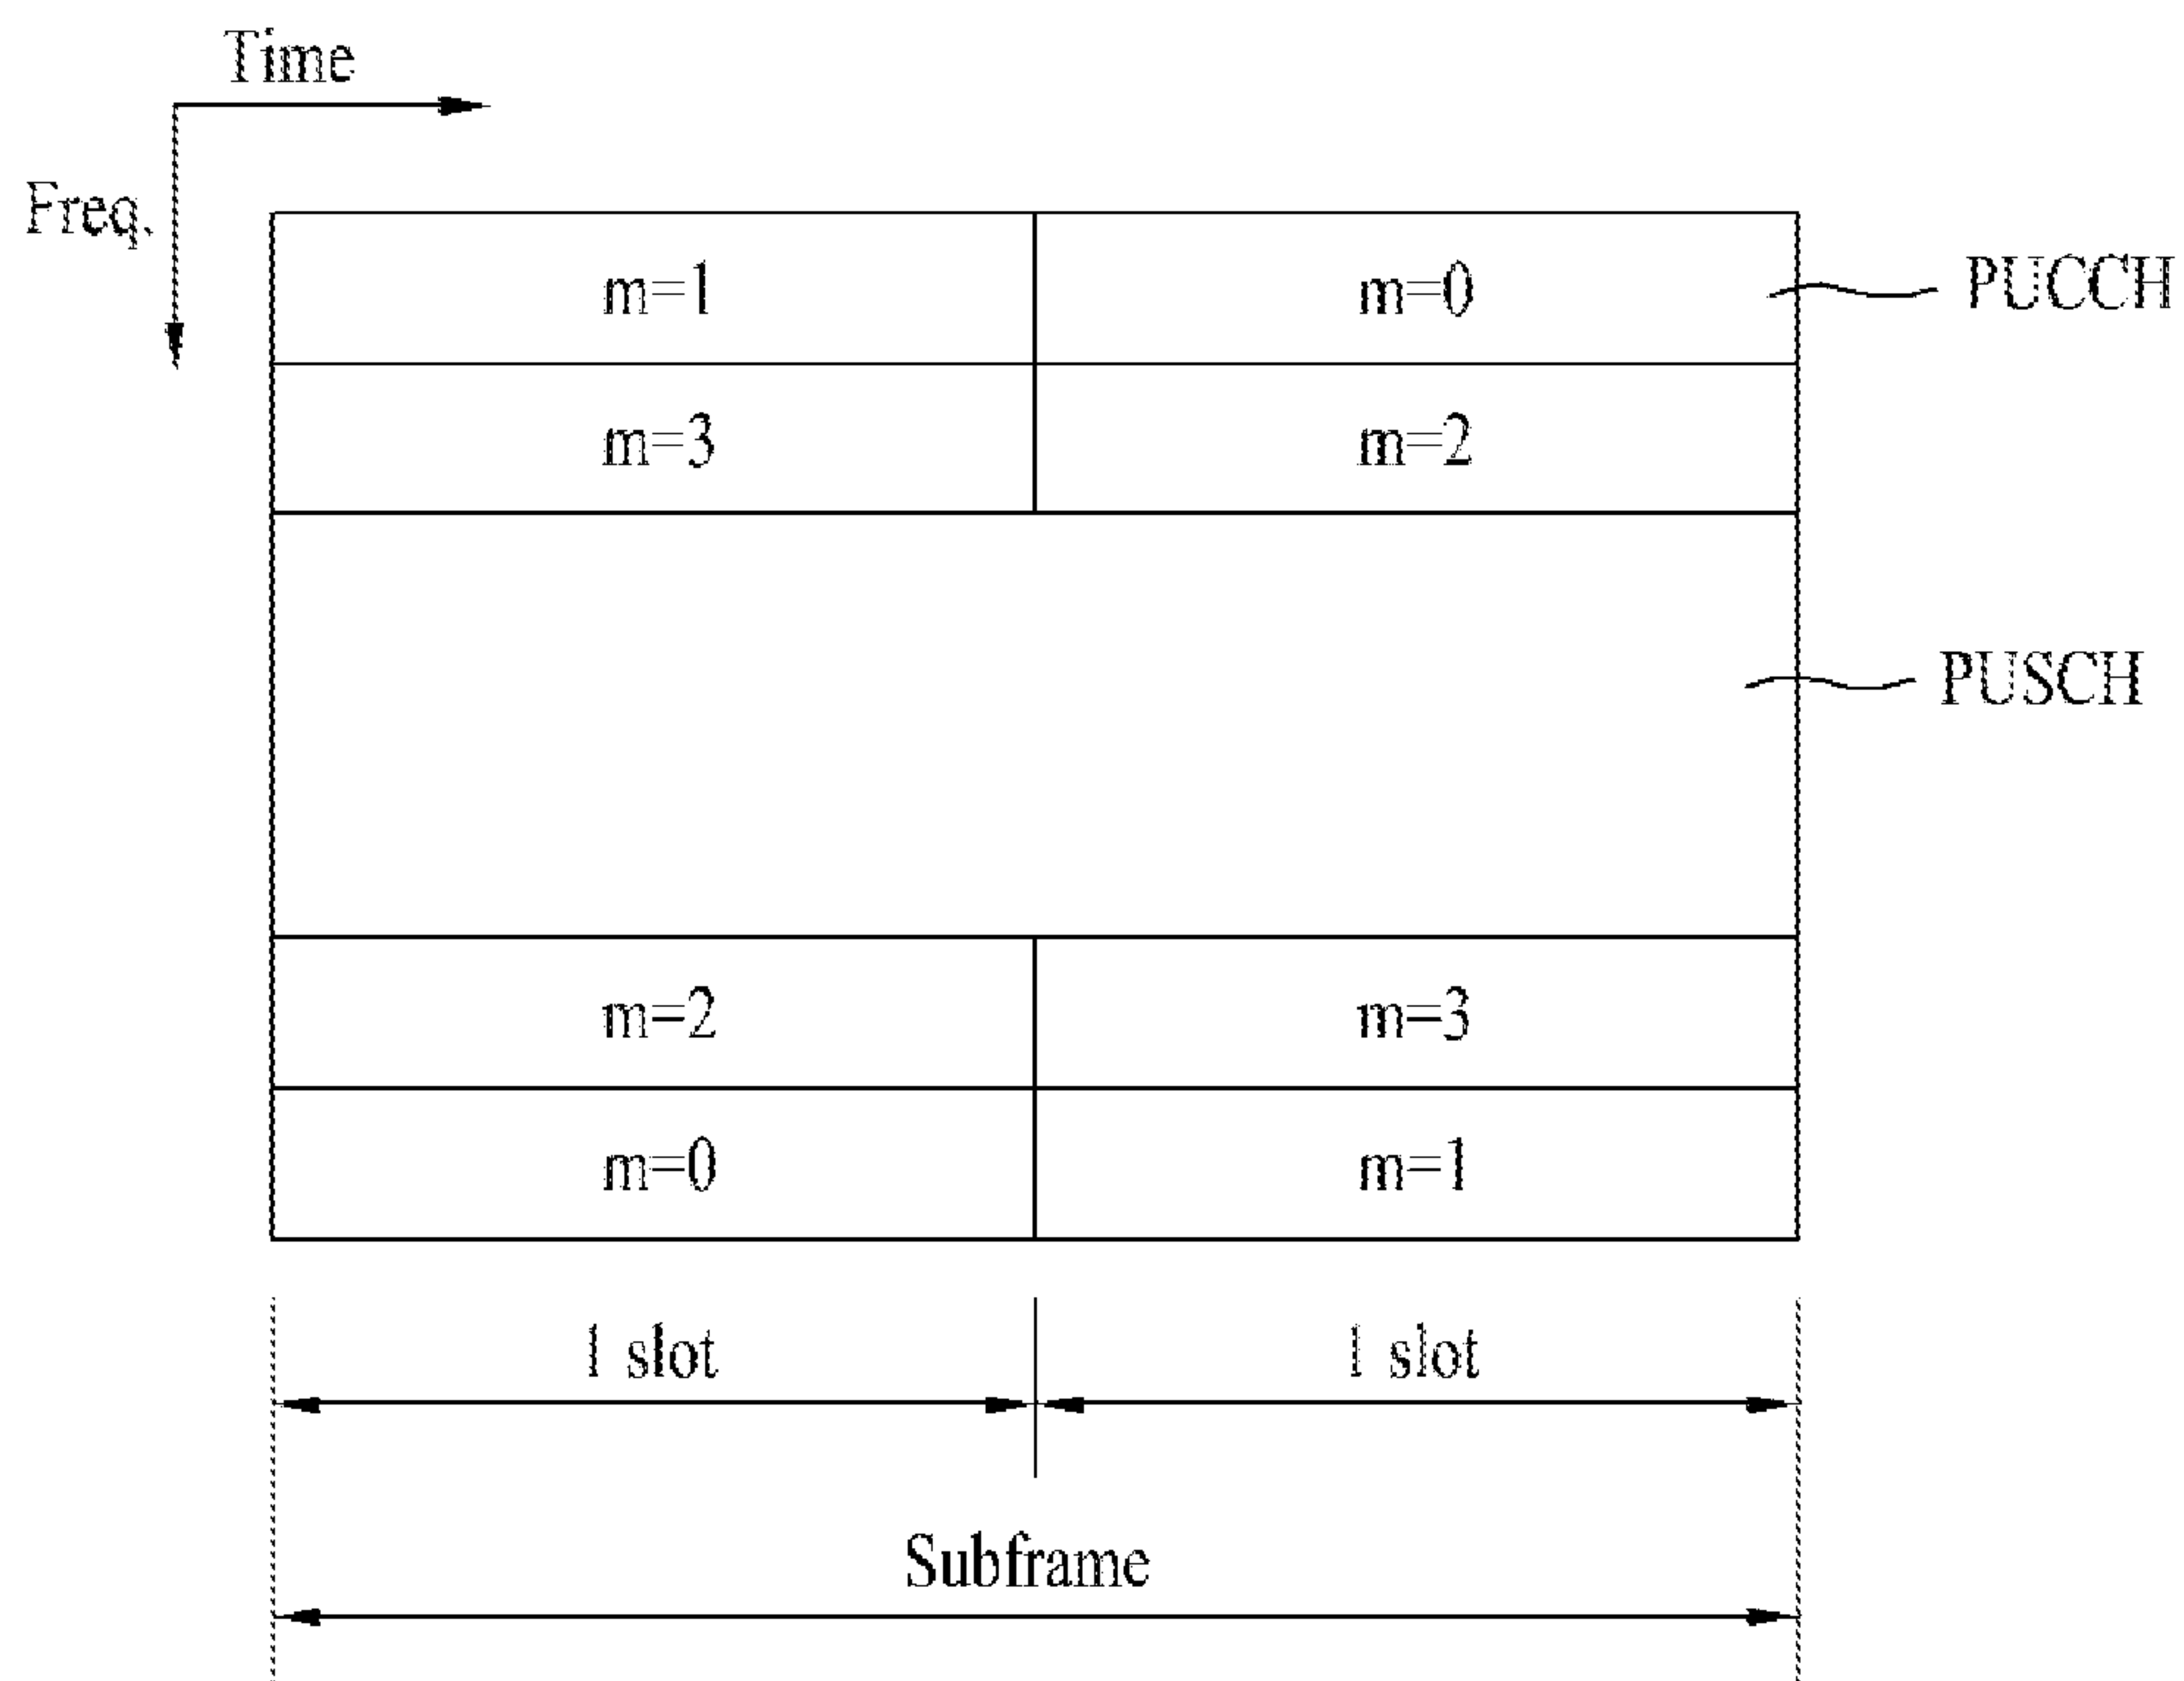 Time
Freq.
m=1 m=0 PUCCH
m=3 m=2
PUSCH
m=2 m=3
m=0 m=1
1 slot 1 slot
Subframe